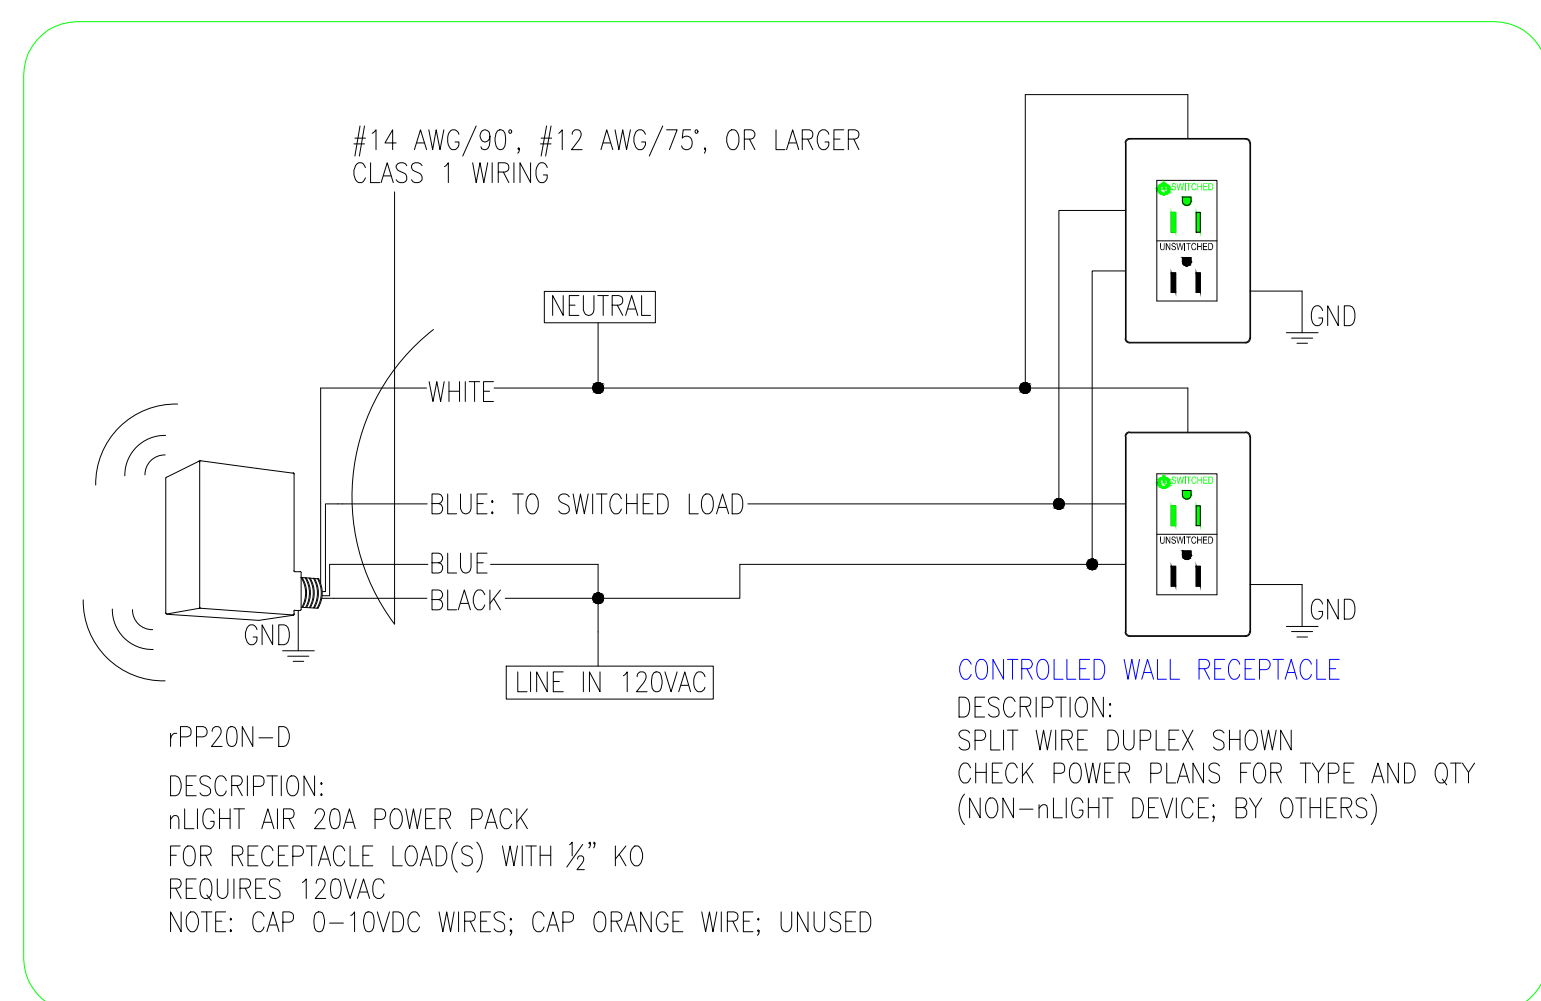 #14 AWG/90°, #12 AWG/75°, OR LARGER
CLASS 1 WIRING
SWITCHED
UNSWITCHED
GND
NEUTRAL
WHITE
SWITCHED
UNSWITCHED
GND
BLUE: TO SWITCHED LOAD
BLUE
BLACK
GND
LINE IN 120VAC
rPP20N-D
DESCRIPTION:
nLIGHT AIR 20A POWER PACK
FOR RECEPTACLE LOAD(S) WITH ½" KO
REQUIRES 120VAC
NOTE: CAP 0-10VDC WIRES; CAP ORANGE WIRE; UNUSED
CONTROLLED WALL RECEPTACLE
DESCRIPTION:
SPLIT WIRE DUPLEX SHOWN
CHECK POWER PLANS FOR TYPE AND QTY
(NON-nLIGHT DEVICE; BY OTHERS)